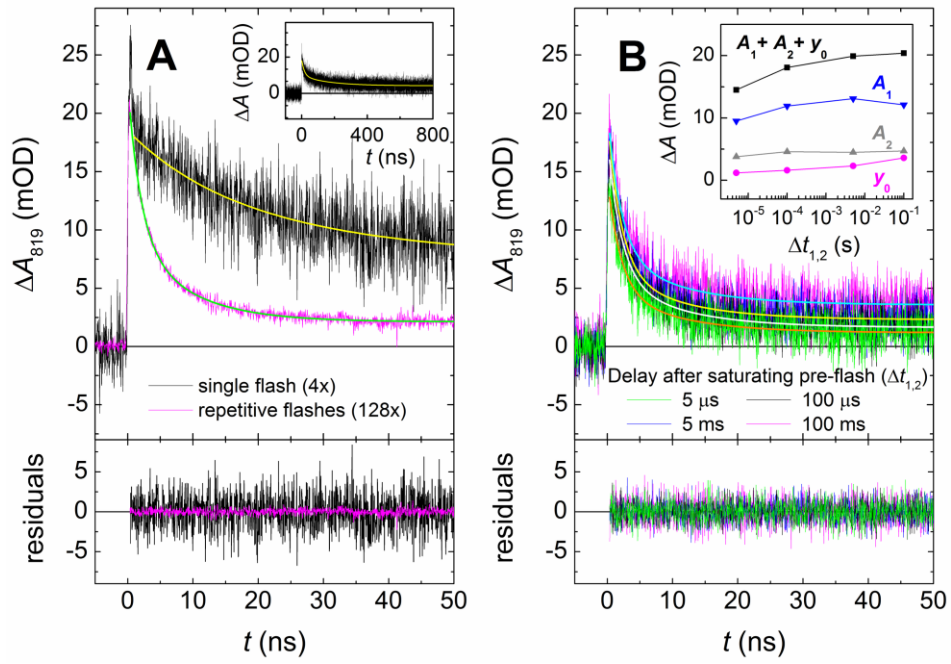 A
ΔA₈₁₉ (mOD)
25
20
15
10
5
0
-5
ΔA (mOD)
20
0
0 400 800
t (ns)
single flash (4x)
repetitive flashes (128x)
residuals
5
0
-5
0 10 20 30 40 50
t (ns)
B
ΔA₈₁₉ (mOD)
25
20
15
10
5
0
-5
ΔA (mOD)
20
10
0
A₁ + A₂ + y₀
A₁
A₂
y₀
10⁻⁵ 10⁻⁴ 10⁻³ 10⁻² 10⁻¹
Δt₁,₂ (s)
Delay after saturating pre-flash (Δt₁,₂)
5 μs 100 μs
5 ms 100 ms
residuals
5
0
-5
0 10 20 30 40 50
t (ns)